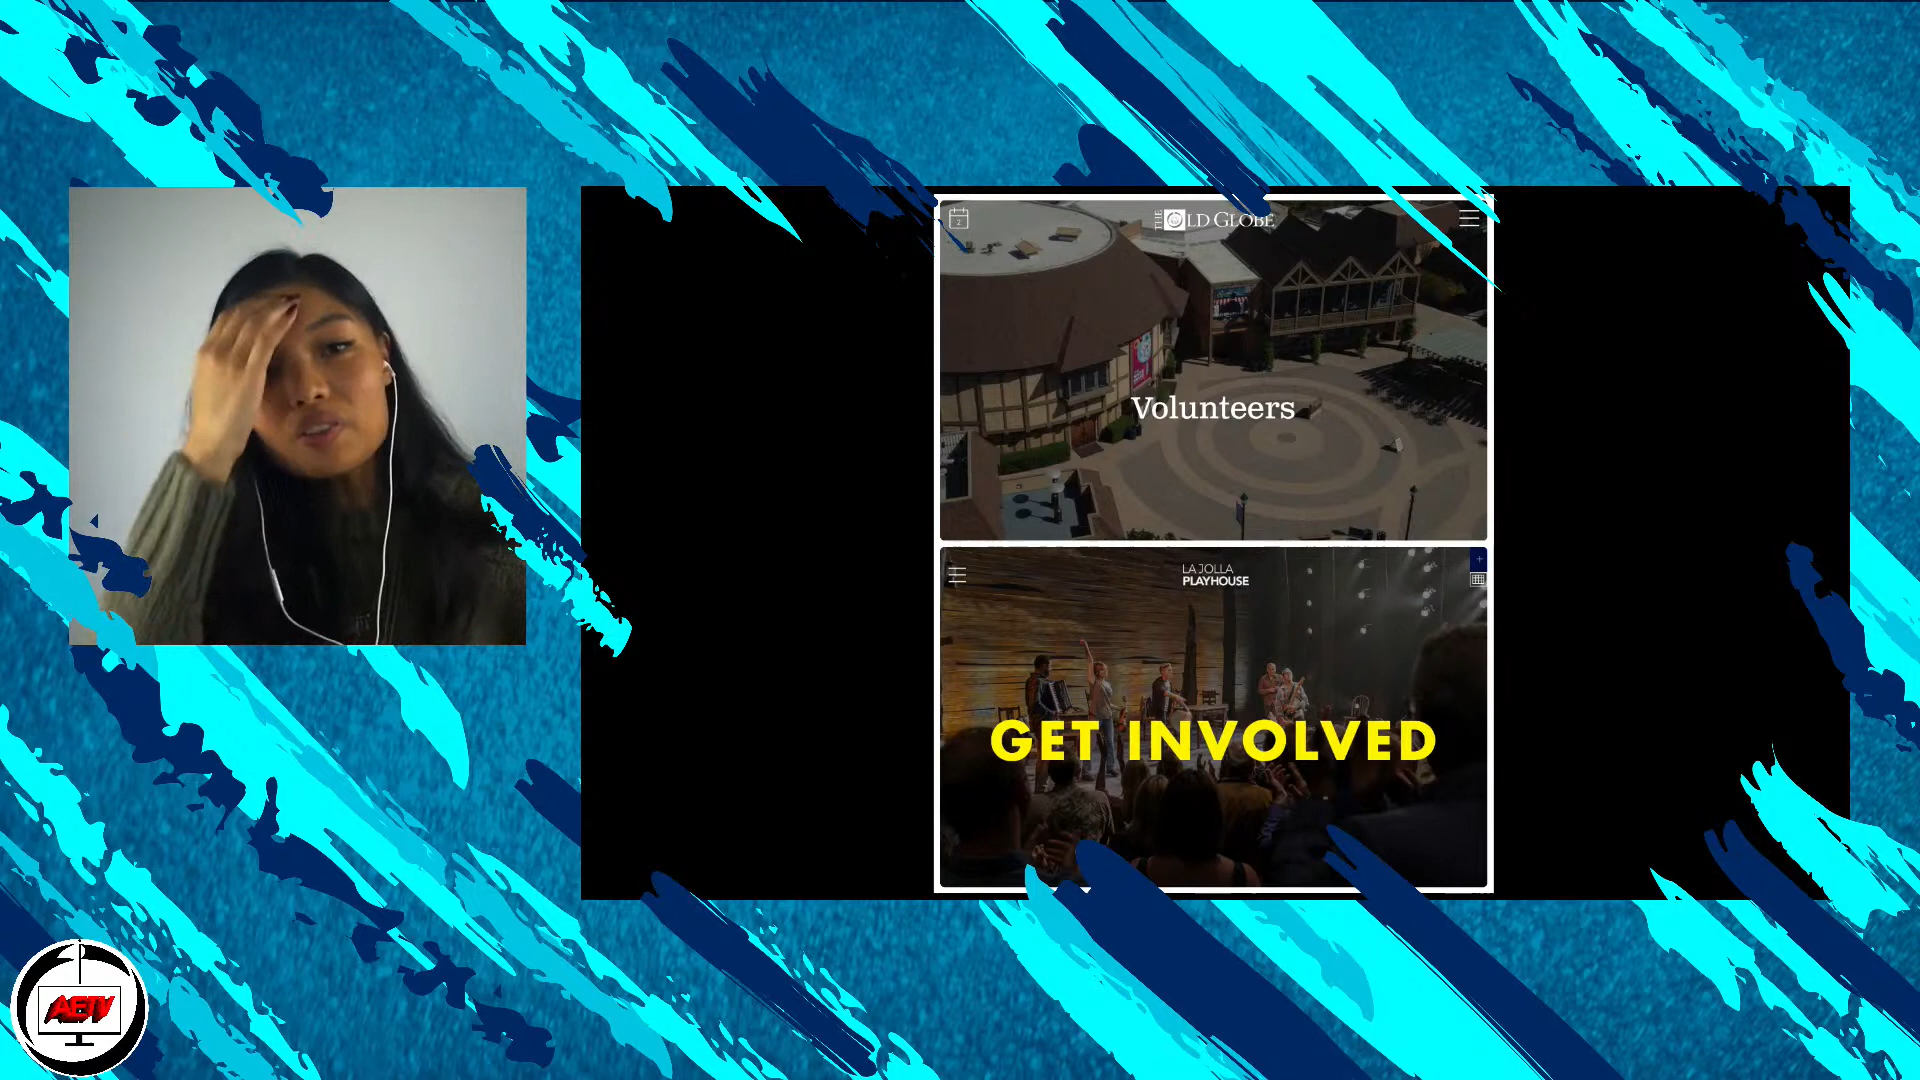 THE OLD GLOBE
Volunteers
LA JOLLA
PLAYHOUSE
GET INVOLVED
AETV